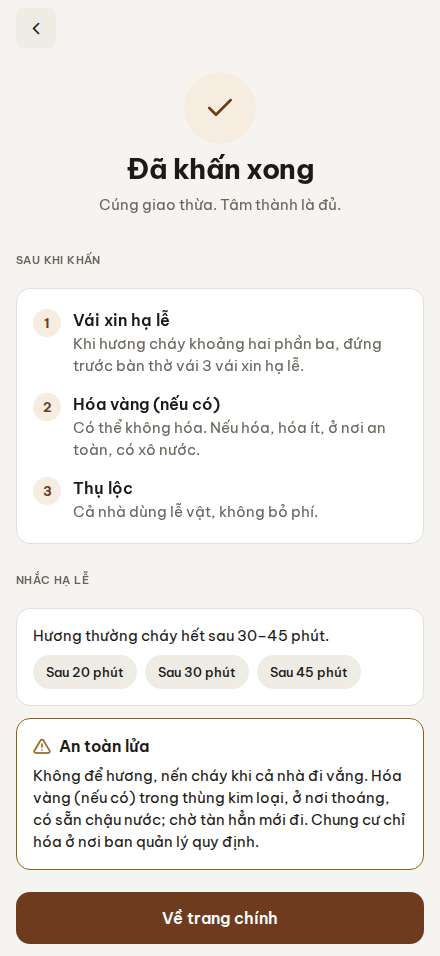 Đã khấn xong
Cúng giao thừa. Tâm thành là đủ.
SAU KHI KHẤN
1 Vái xin hạ lễ
Khi hương cháy khoảng hai phần ba, đứng
trước bàn thờ vái 3 vái xin hạ lễ.
2 Hóa vàng (nếu có)
Có thể không hóa. Nếu hóa, hóa ít, ở nơi an
toàn, có xô nước.
3 Thụ lộc
Cả nhà dùng lễ vật, không bỏ phí.
NHẮC HẠ LỄ
Hương thường cháy hết sau 30–45 phút.
Sau 20 phút Sau 30 phút Sau 45 phút
An toàn lửa
Không để hương, nến cháy khi cả nhà đi vắng. Hóa
vàng (nếu có) trong thùng kim loại, ở nơi thoáng,
có sẵn chậu nước; chờ tàn hẳn mới đi. Chung cư chỉ
hóa ở nơi ban quản lý quy định.
Về trang chính